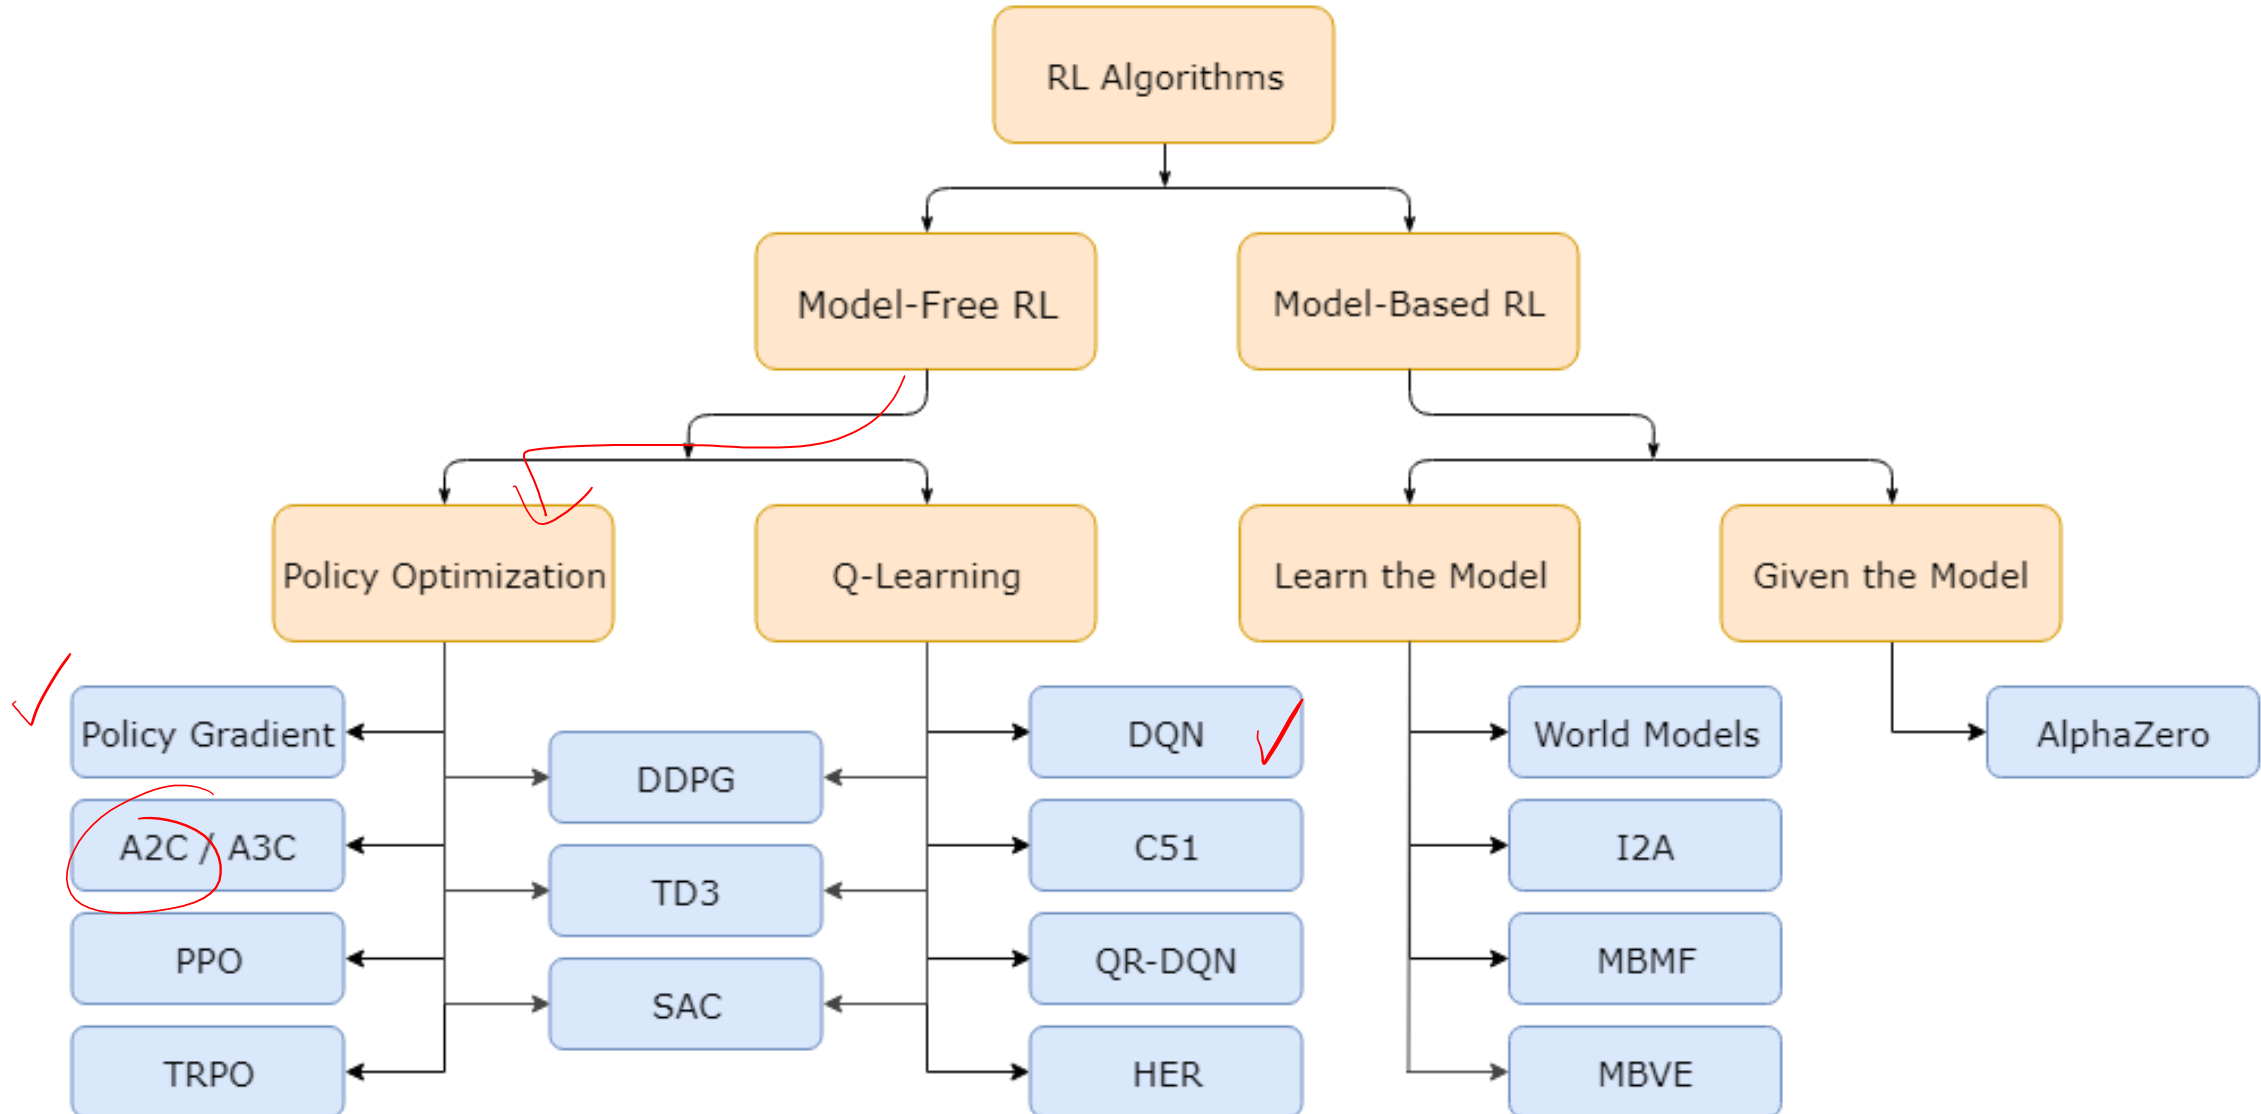 RL Algorithms
Model-Free RL
Model-Based RL
Policy Optimization
Q-Learning
Learn the Model
Given the Model
Policy Gradient
A2C / A3C
PPO
TRPO
DDPG
TD3
SAC
DQN
C51
QR-DQN
HER
World Models
I2A
MBMF
MBVE
AlphaZero